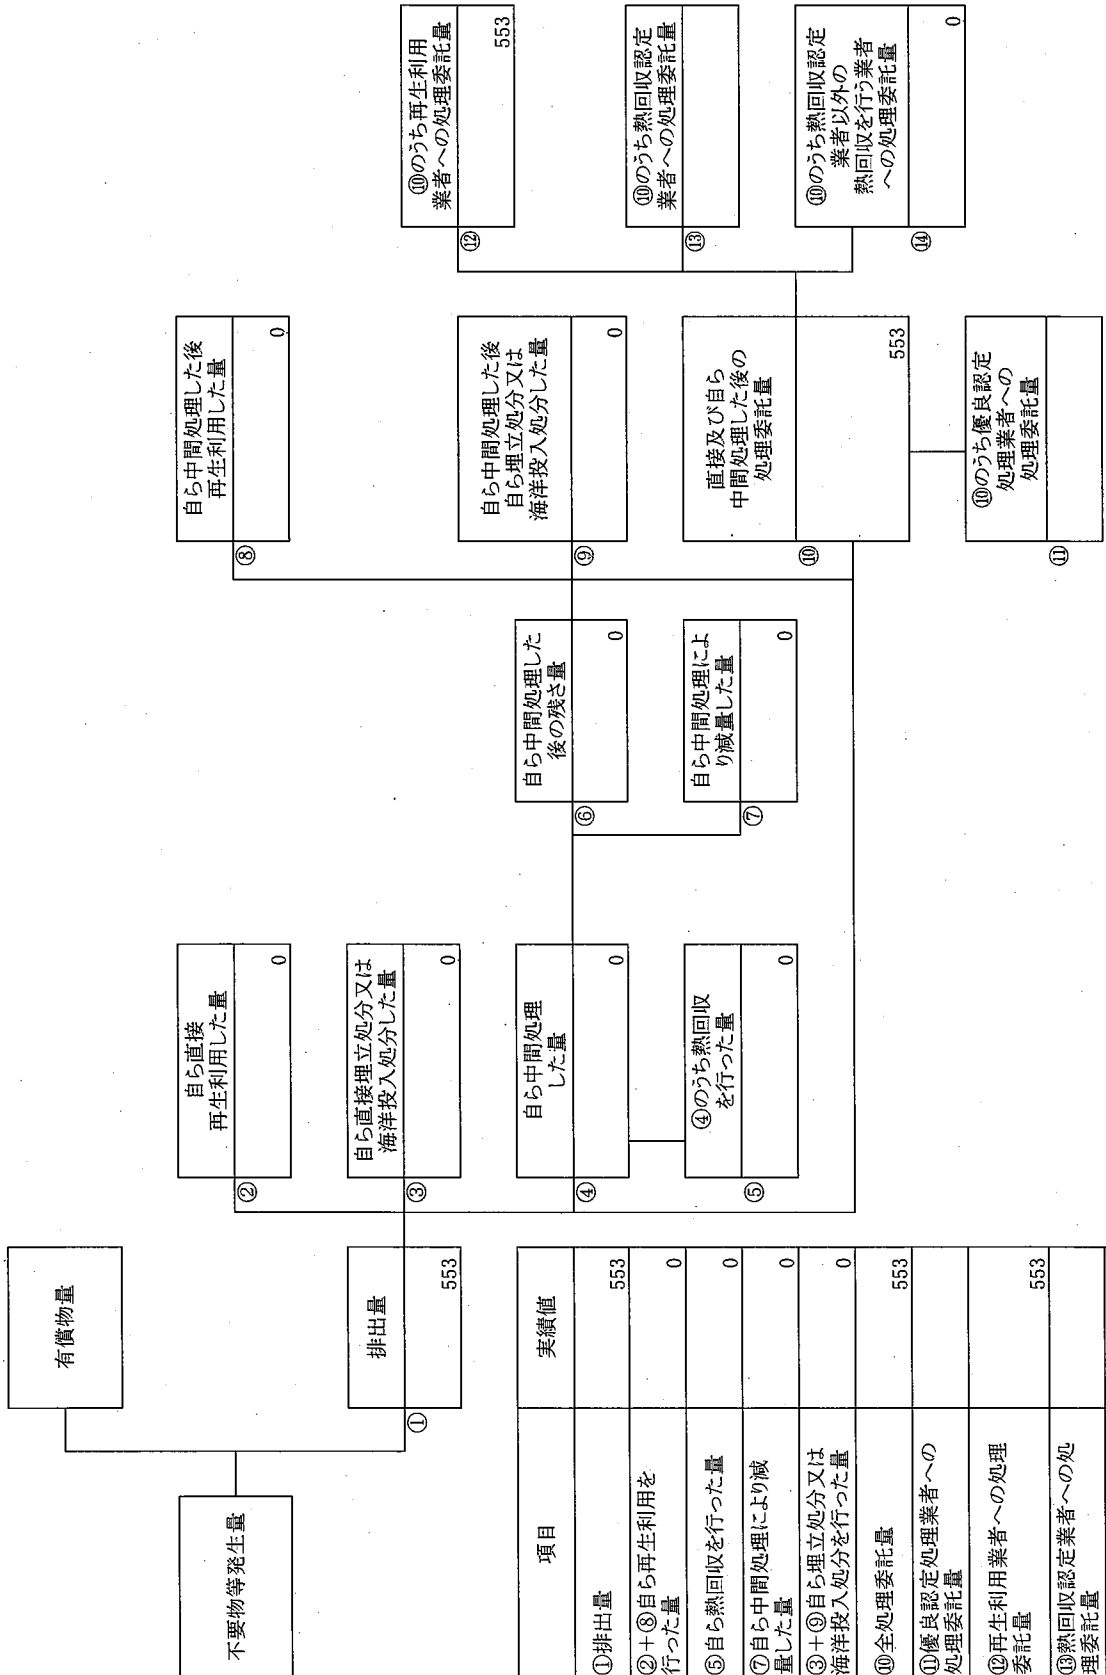 不要物等発生量
有償物量
排出量
①
553
自ら直接
再生利用した量
②
0
自ら直接埋立処分又は
海洋投入処分した量
③
0
自ら中間処理
した量
④
0
④のうち熱回収
を行った量
⑤
0
自ら中間処理した
後の残さ量
⑥
0
自ら中間処理によ
り減量した量
⑦
0
自ら中間処理した後
再生利用した量
⑧
0
自ら中間処理した後
自ら埋立処分又は
海洋投入処分した量
⑨
0
直接及び自ら
中間処理した後の
処理委託量
⑩
553
⑩のうち優良認定
処理業者への
処理委託量
⑪
⑩のうち再生利用
業者への処理委託量
⑫
553
⑩のうち熱回収認定
業者への処理委託量
⑬
⑩のうち熱回収認定
業者以外の
熱回収を行う業者
への処理委託量
⑭
0
項目 実績値
①排出量 553
②+⑧自ら再生利用を
行った量 0
⑤自ら熱回収を行った量 0
⑦自ら中間処理により減
量した量 0
③+⑨自ら埋立処分又は
海洋投入処分を行った量 0
⑩全処理委託量 553
⑪優良認定処理業者への
処理委託量
⑫再生利用業者への処理
委託量 553
⑬熱回収認定業者への処
理委託量